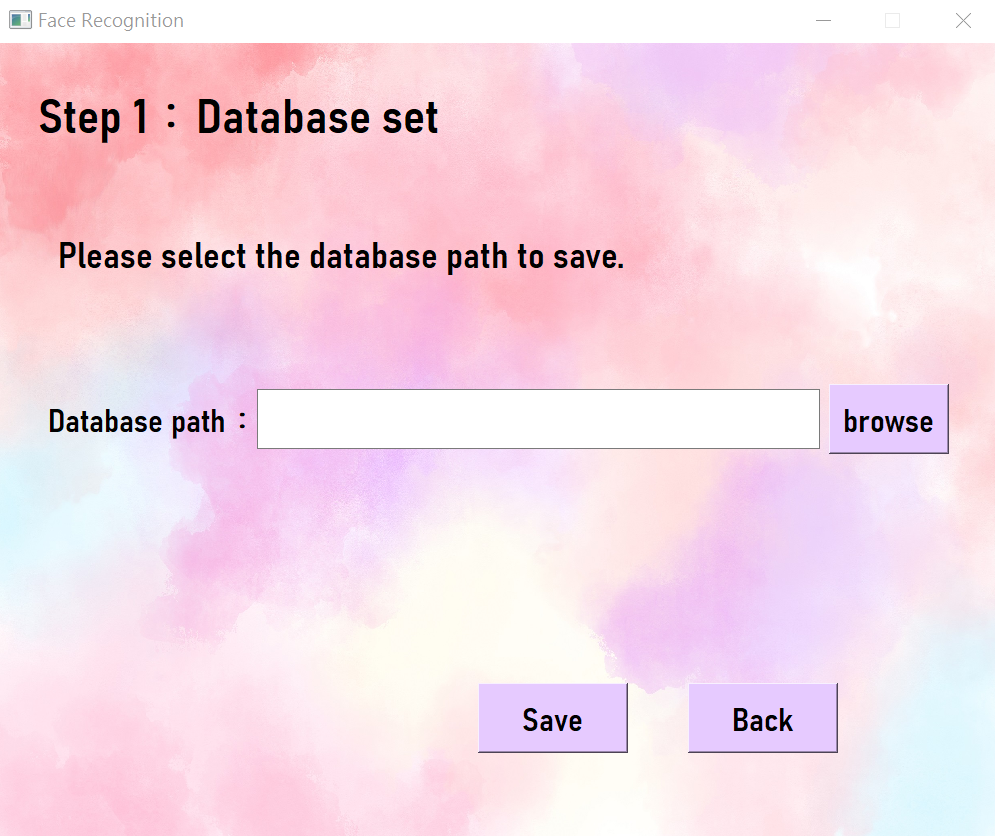 Face Recognition
Step 1：Database set
Please select the database path to save.
Database path：
browse
Save
Back